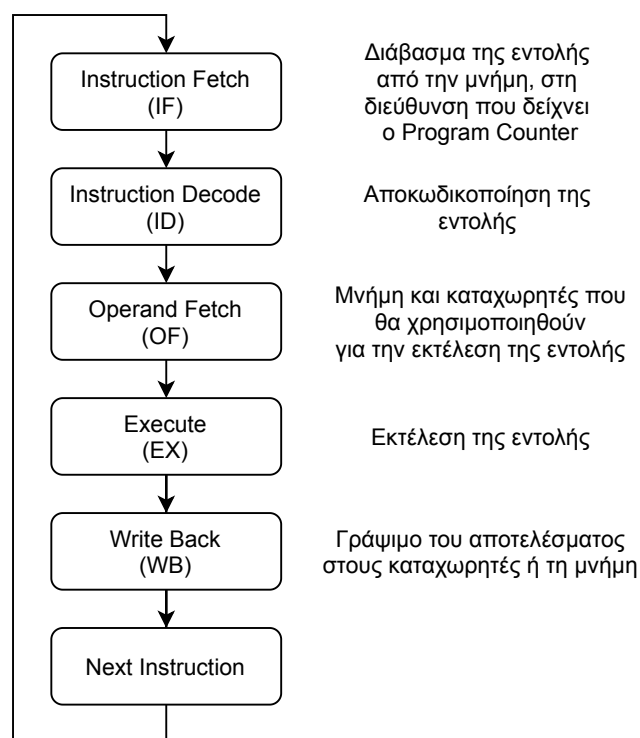 Instruction Fetch
(IF)
Διάβασμα της εντολής
από την μνήμη, στη
διεύθυνση που δείχνει
ο Program Counter
Instruction Decode
(ID)
Αποκωδικοποίηση της
εντολής
Operand Fetch
(OF)
Μνήμη και καταχωρητές που
θα χρησιμοποιηθούν
για την εκτέλεση της εντολής
Execute
(EX)
Εκτέλεση της εντολής
Write Back
(WB)
Γράψιμο του αποτελέσματος
στους καταχωρητές ή τη μνήμη
Next Instruction